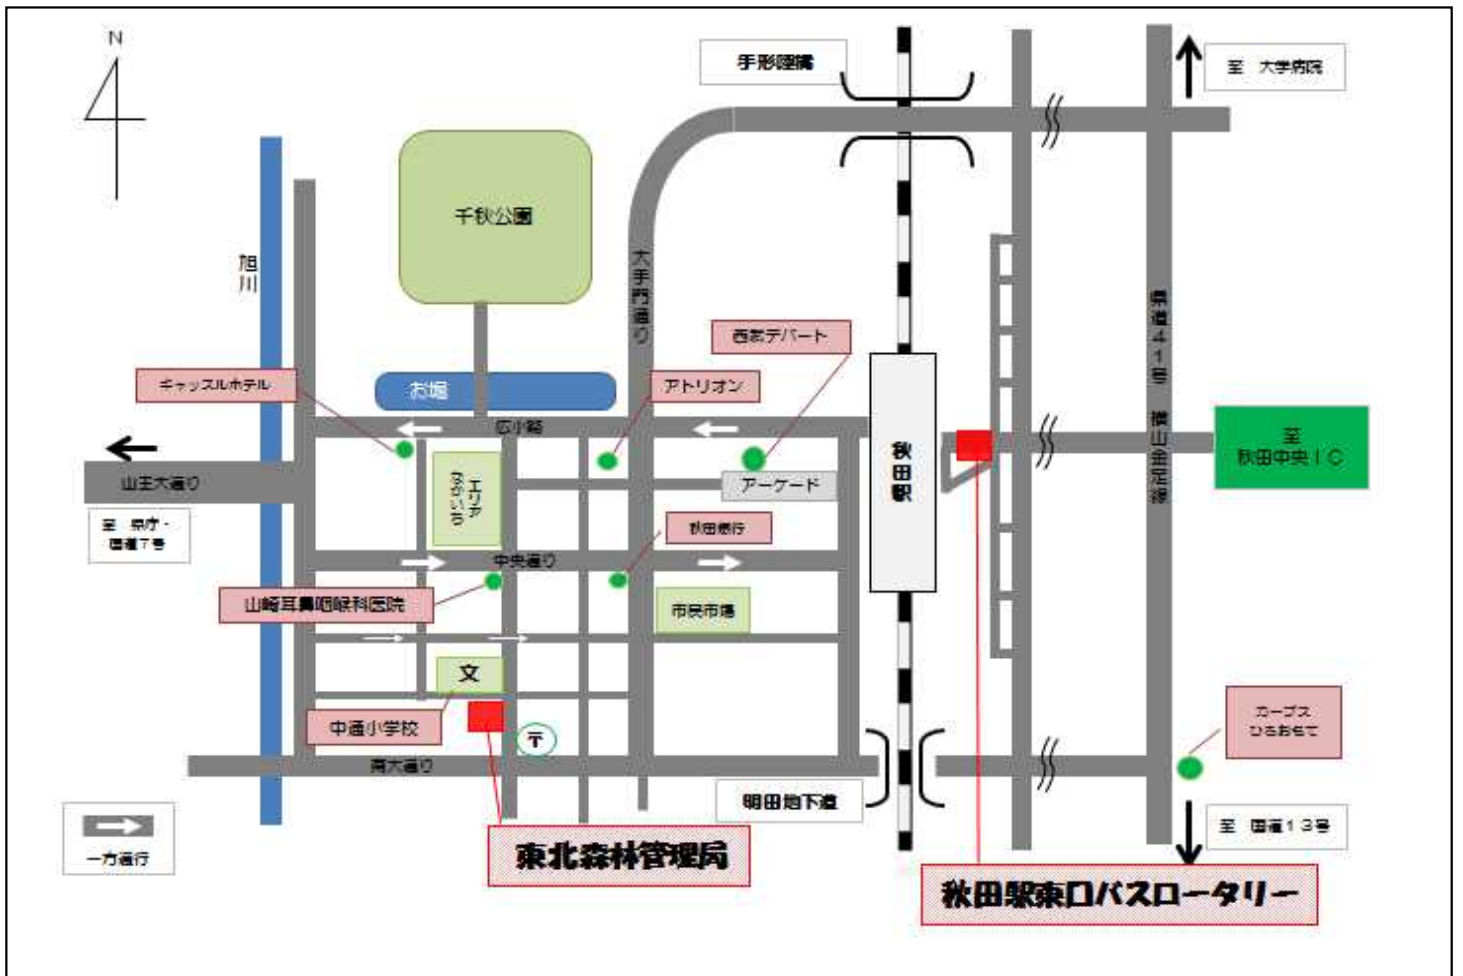 N
手形陸橋
至 大学病院
千秋公園
旭川
大手門通り
県道41号 横山金足線
西武デパート
キャッスルホテル
お堀
アトリオン
広小路
至
秋田中央IC
山王大通り
エリア
なかいち
アーケード
秋田駅
至 県庁・
国道7号
秋田銀行
中央通り
山崎耳鼻咽喉科医院
市民市場
文
中通小学校
〒
カーブス
ひろおもて
南大通り
明田地下道
至 国道13号
一方通行
東北森林管理局
秋田駅東口バスロータリー